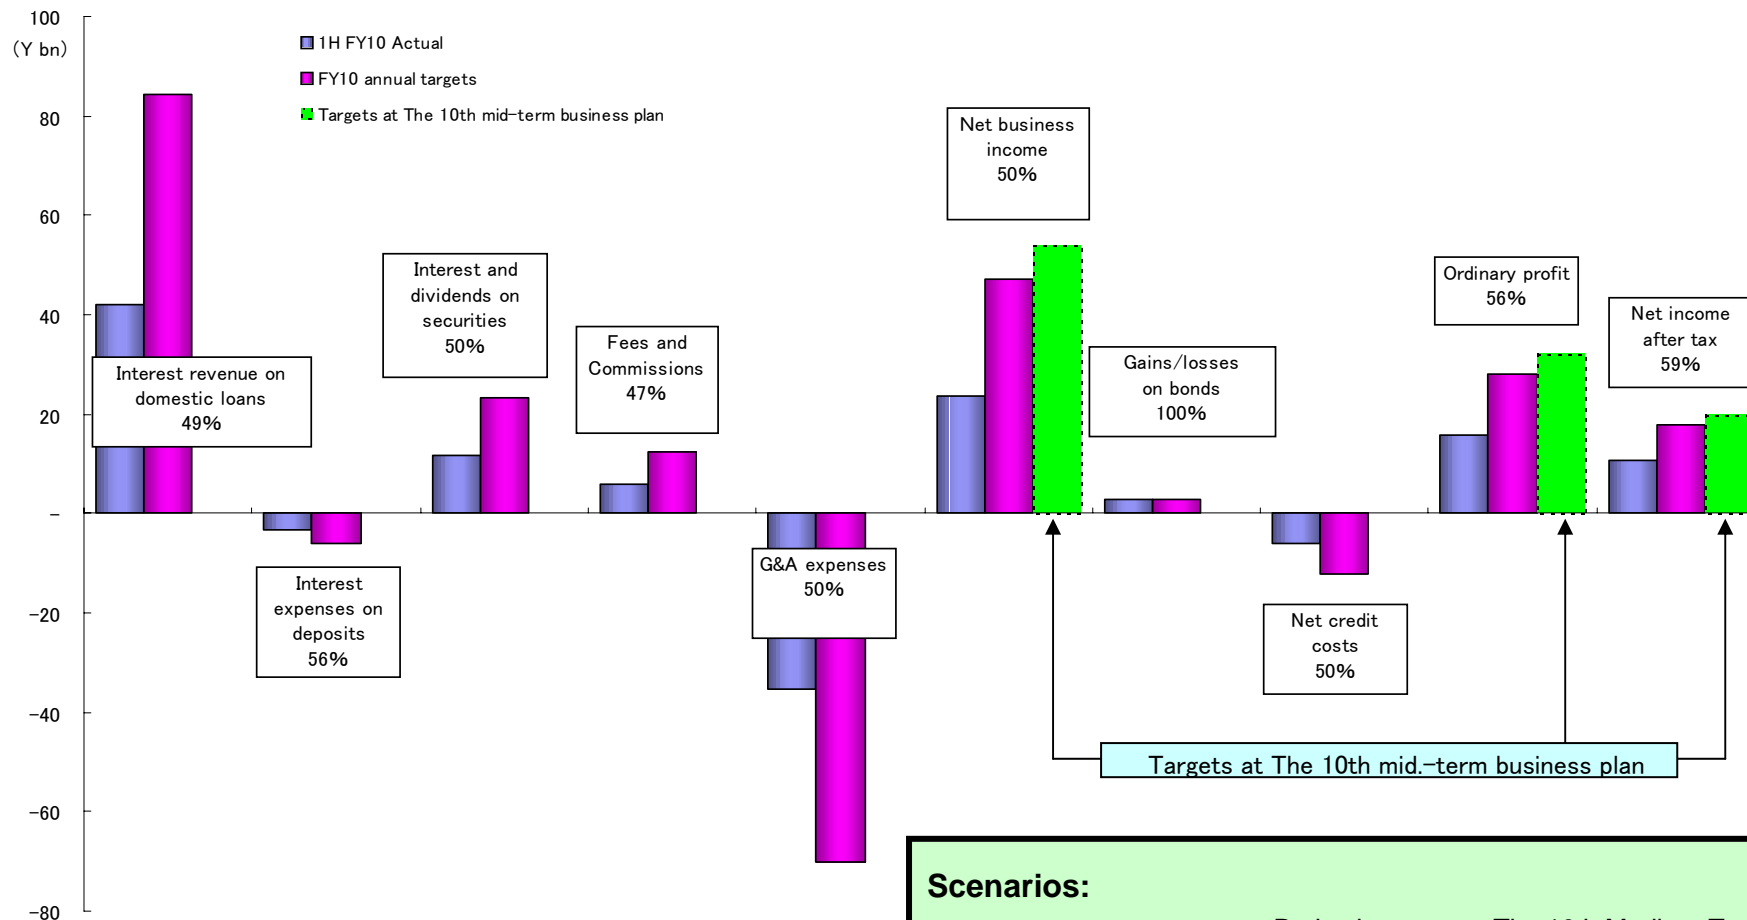 100
(Y bn)
80
60
40
20
−
−20
−40
−60
−80
1H FY10 Actual
FY10 annual targets
Targets at The 10th mid−term business plan
Interest revenue on
domestic loans
49%
Interest
expenses on
deposits
56%
Interest and
dividends on
securities
50%
Fees and
Commissions
47%
G&A expenses
50%
Net business
income
50%
Gains/losses
on bonds
100%
Net credit
costs
50%
Ordinary profit
56%
Net income
after tax
59%
Targets at The 10th mid.−term business plan
Scenarios: